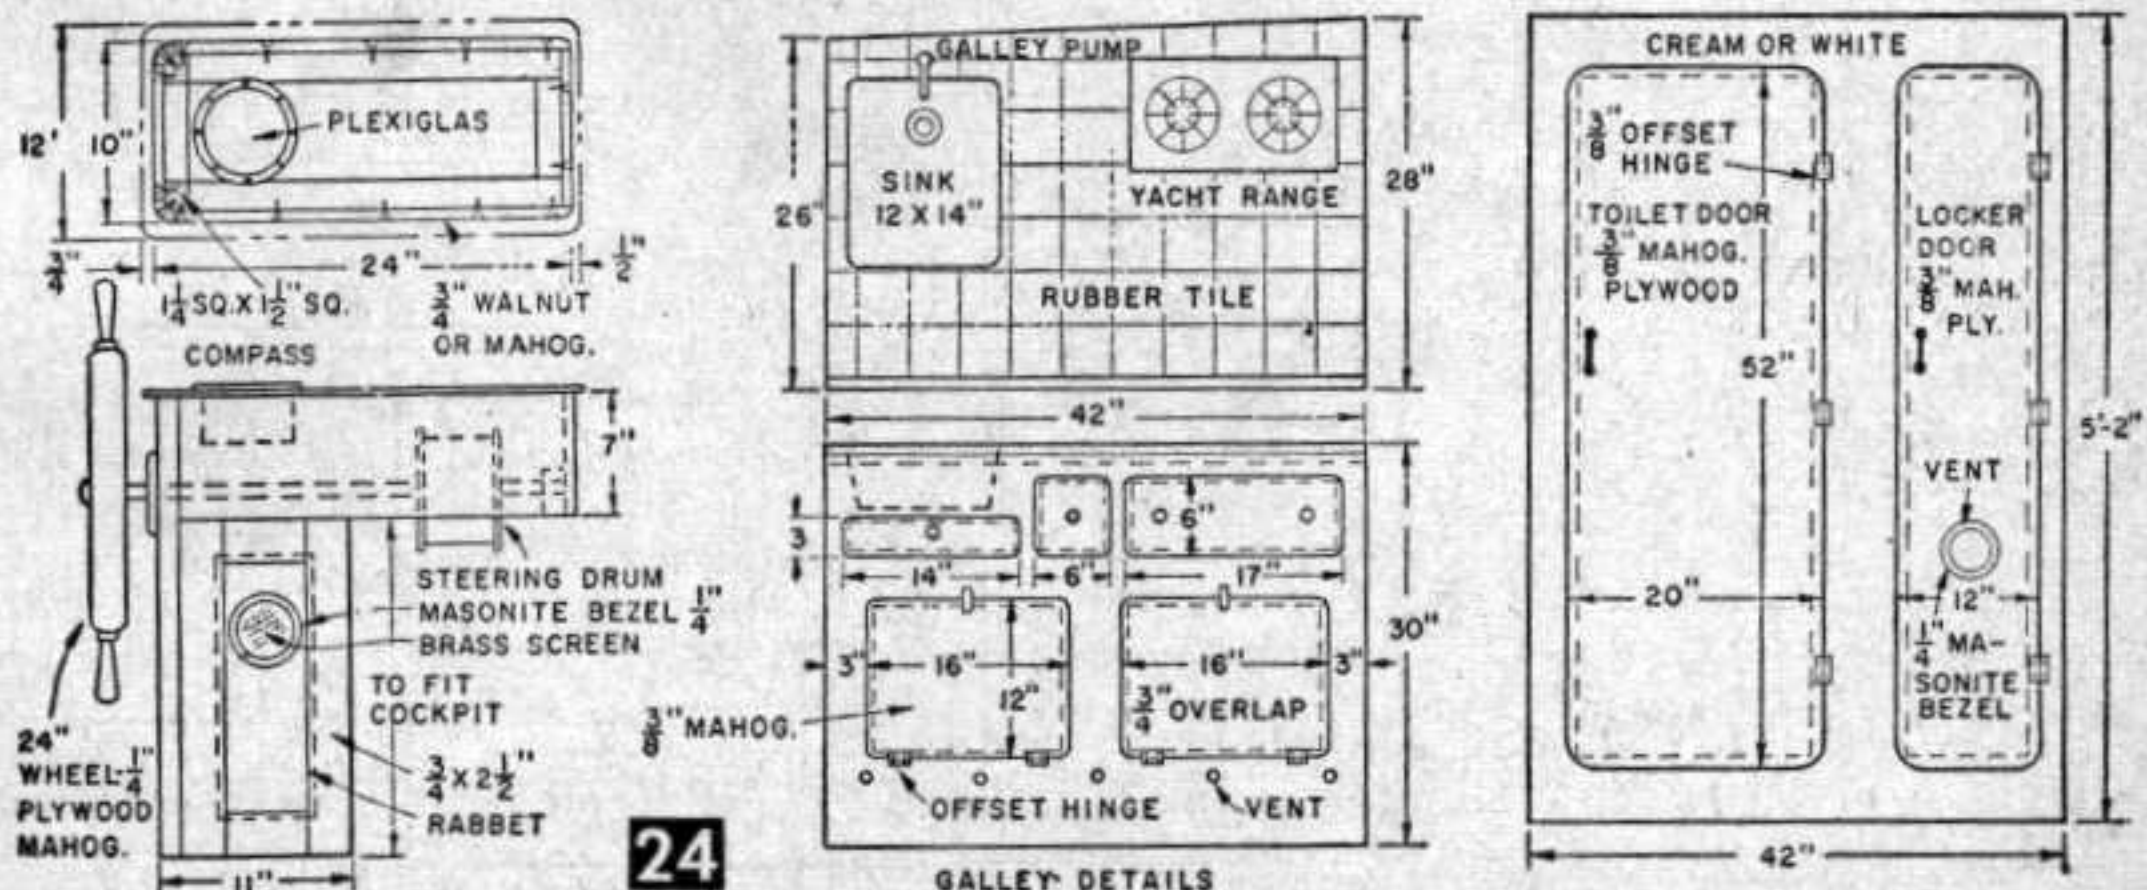 12'
10"
PLEXIGLAS
3/4"
24"
1/2"
1 1/4 SQ. X 1 1/2" SQ.
3/4" WALNUT
OR MAHOG.
COMPASS
7"
STEERING DRUM
MASONITE BEZEL 1/4"
BRASS SCREEN
TO FIT
COCKPIT
3/4 X 2 1/2"
RABBET
24"
WHEEL-1/4"
PLYWOOD
MAHOG.
11"
24
GALLEY PUMP
SINK
12 X 14"
YACHT RANGE
26"
28"
RUBBER TILE
42"
3
6"
14"
6"
17"
30"
3"
16"
12"
16"
3"
3/4" OVERLAP
3/8" MAHOG.
OFFSET HINGE
VENT
GALLEY DETAILS
CREAM OR WHITE
3/8" OFFSET
HINGE
TOILET DOOR
3/8" MAHOG.
PLYWOOD
52"
20"
LOCKER
DOOR
3/8" MAH.
PLY.
VENT
12"
1/4" MA-
SONITE
BEZEL
5'-2"
42"